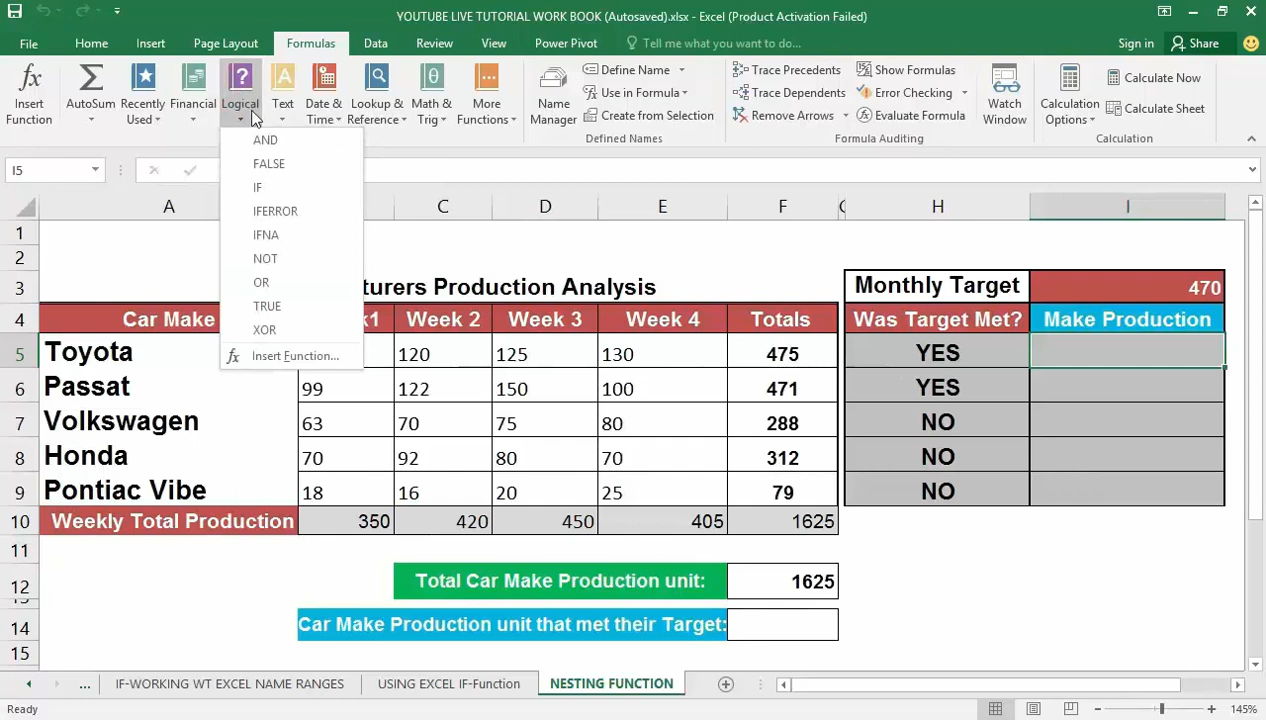 YOUTUBE LIVE TUTORIAL WORK BOOK (Autosaved).xlsx - Excel (Product Activation Failed)
File Home Insert Page Layout Formulas Data Review View Power Pivot Tell me what you want to do... Sign in Share
Insert Function
AutoSum
Recently Used
Financial
Logical
Text
Date & Time
Lookup & Reference
Math & Trig
More Functions
Name Manager
Define Name
Use in Formula
Create from Selection
Defined Names
Trace Precedents
Trace Dependents
Remove Arrows
Show Formulas
Error Checking
Evaluate Formula
Formula Auditing
Watch Window
Calculation Options
Calculate Now
Calculate Sheet
Calculation
AND
FALSE
IF
IFERROR
IFNA
NOT
OR
TRUE
XOR
fx Insert Function...
I5
A C D E F H I
1
2
3 turers Production Analysis Monthly Target 470
4 Car Make k1 Week 2 Week 3 Week 4 Totals Was Target Met? Make Production
5 Toyota 120 125 130 475 YES
6 Passat 99 122 150 100 471 YES
7 Volkswagen 63 70 75 80 288 NO
8 Honda 70 92 80 70 312 NO
9 Pontiac Vibe 18 16 20 25 79 NO
10 Weekly Total Production 350 420 450 405 1625
11
12 Total Car Make Production unit: 1625
14 Car Make Production unit that met their Target:
15
... IF-WORKING WT EXCEL NAME RANGES USING EXCEL IF-Function NESTING FUNCTION
Ready 145%